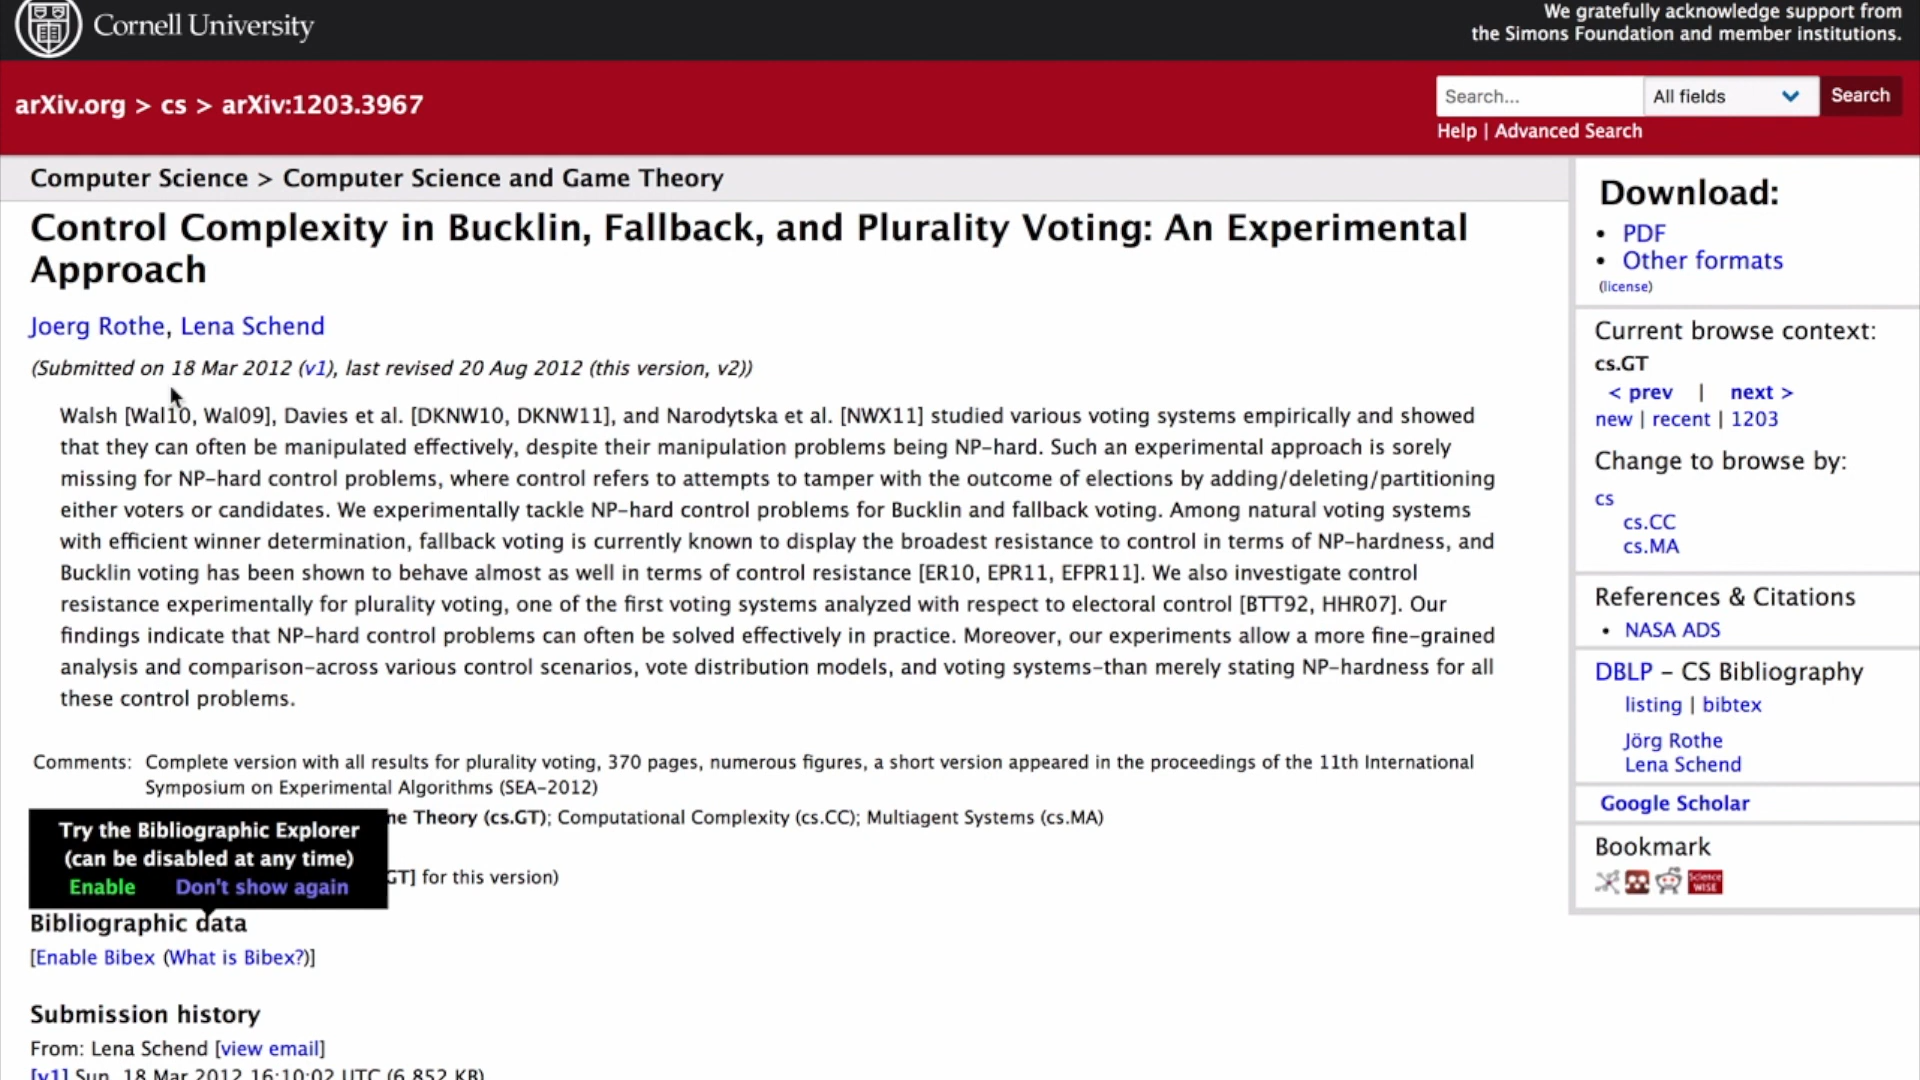 Cornell University
We gratefully acknowledge support from
the Simons Foundation and member institutions.
arXiv.org > cs > arXiv:1203.3967
Search...
All fields
Search
Help | Advanced Search
Computer Science > Computer Science and Game Theory
Control Complexity in Bucklin, Fallback, and Plurality Voting: An Experimental
Approach
Joerg Rothe, Lena Schend
(Submitted on 18 Mar 2012 (v1), last revised 20 Aug 2012 (this version, v2))
Walsh [Wal10, Wal09], Davies et al. [DKNW10, DKNW11], and Narodytska et al. [NWX11] studied various voting systems empirically and showed
that they can often be manipulated effectively, despite their manipulation problems being NP-hard. Such an experimental approach is sorely
missing for NP-hard control problems, where control refers to attempts to tamper with the outcome of elections by adding/deleting/partitioning
either voters or candidates. We experimentally tackle NP-hard control problems for Bucklin and fallback voting. Among natural voting systems
with efficient winner determination, fallback voting is currently known to display the broadest resistance to control in terms of NP-hardness, and
Bucklin voting has been shown to behave almost as well in terms of control resistance [ER10, EPR11, EFPR11]. We also investigate control
resistance experimentally for plurality voting, one of the first voting systems analyzed with respect to electoral control [BTT92, HHR07]. Our
findings indicate that NP-hard control problems can often be solved effectively in practice. Moreover, our experiments allow a more fine-grained
analysis and comparison-across various control scenarios, vote distribution models, and voting systems-than merely stating NP-hardness for all
these control problems.
Comments: Complete version with all results for plurality voting, 370 pages, numerous figures, a short version appeared in the proceedings of the 11th International
Symposium on Experimental Algorithms (SEA-2012)
ne Theory (cs.GT); Computational Complexity (cs.CC); Multiagent Systems (cs.MA)
GT] for this version)
Try the Bibliographic Explorer
(can be disabled at any time)
Enable Don't show again
Bibliographic data
[Enable Bibex (What is Bibex?)]
Submission history
From: Lena Schend [view email]
[v1] Sun, 18 Mar 2012 16:10:02 UTC (6,852 KB)
Download:
• PDF
• Other formats
(license)
Current browse context:
cs.GT
< prev | next >
new | recent | 1203
Change to browse by:
cs
cs.CC
cs.MA
References & Citations
• NASA ADS
DBLP - CS Bibliography
listing | bibtex
Jörg Rothe
Lena Schend
Google Scholar
Bookmark
Science
WISE